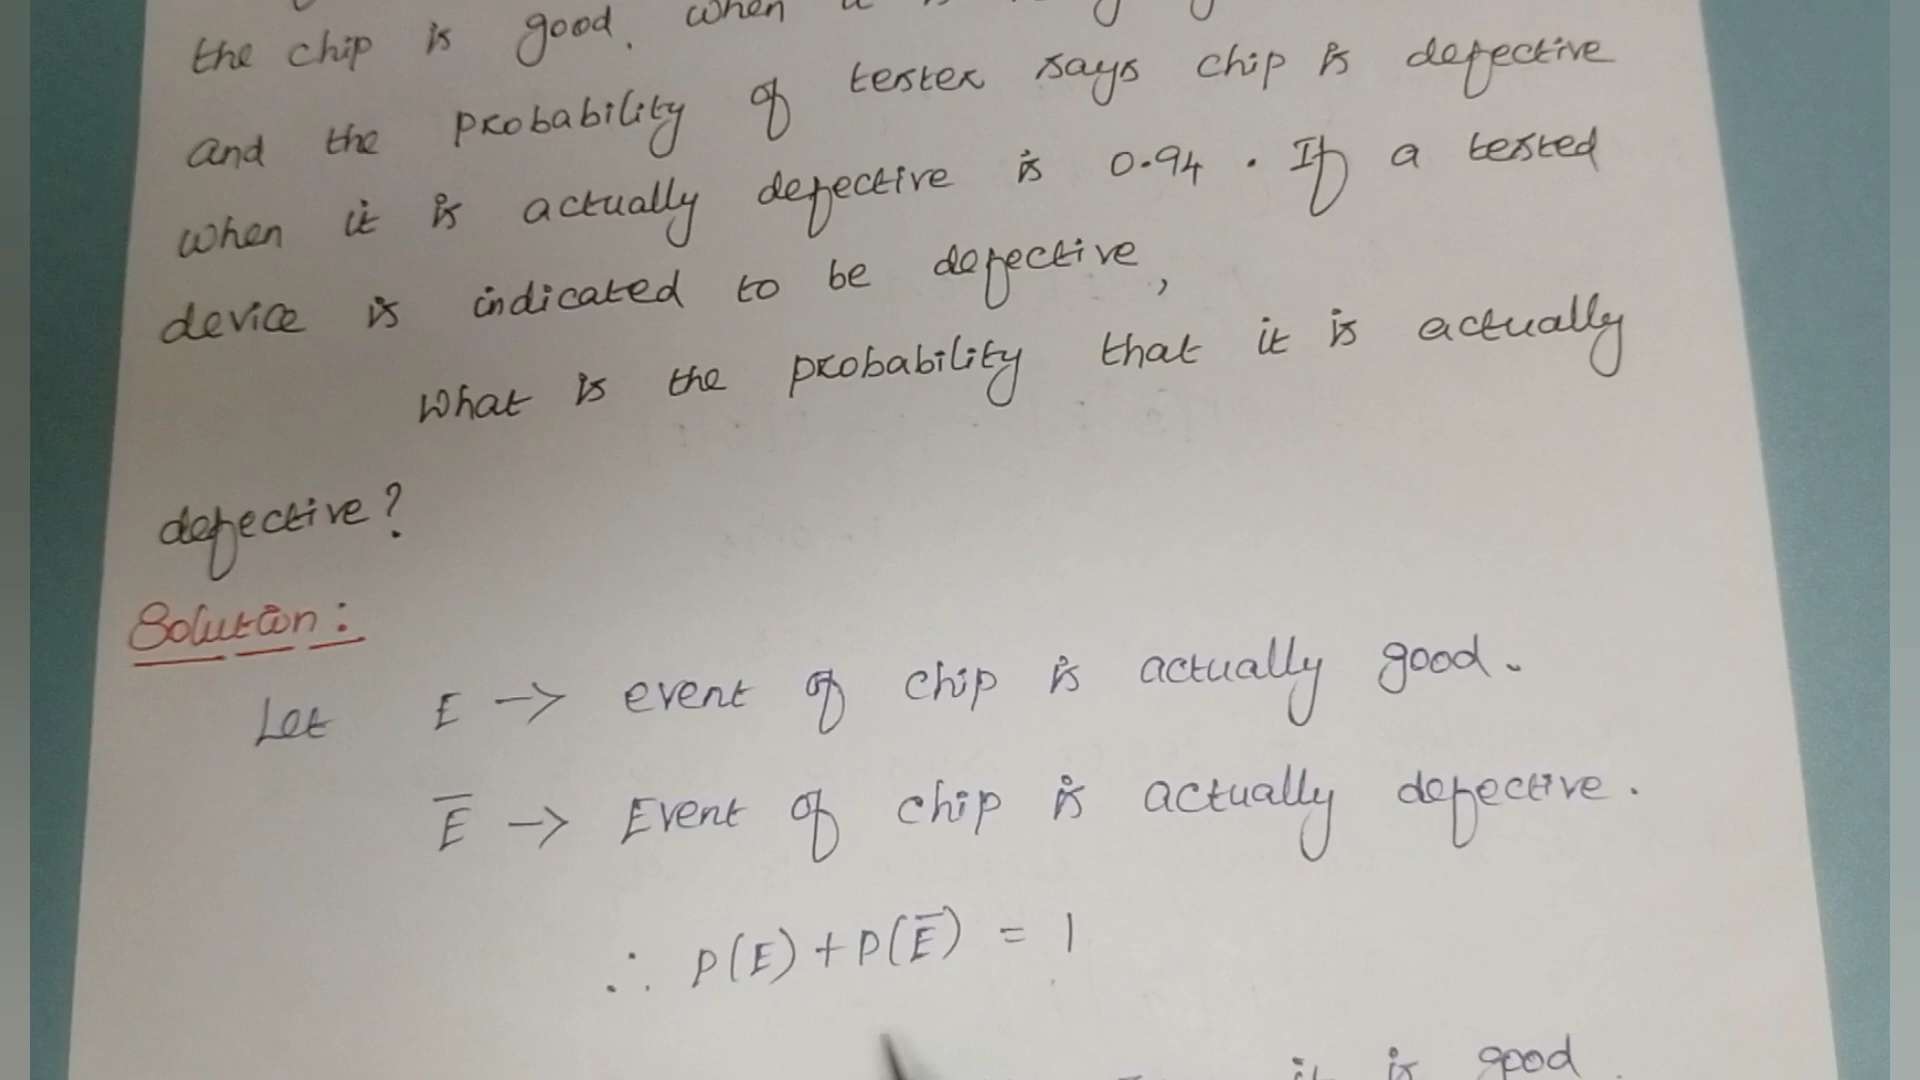 the chip is good. when
and the probability of tester says chip is defective
when it is actually defective is 0.94 . If a tested
device is indicated to be defective,
What is the probability that it is actually
defective?
Solution:
Let E -> event of chip is actually good.
E̅ -> Event of chip is actually defective.
∴ P(E) + P(E̅) = 1
it is good